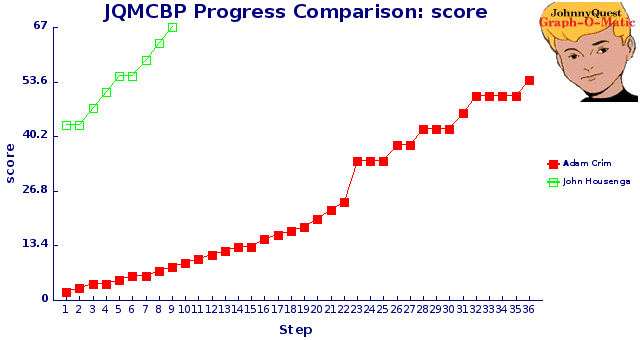 JQMCBP Progress Comparison: score
JohnnyQuest
Graph-O-Matic
67
53.6
40.2
26.8
13.4
0
score
1 2 3 4 5 6 7 8 9 10 11 12 13 14 15 16 17 18 19 20 21 22 23 24 25 26 27 28 29 30 31 32 33 34 35 36
Step
Adam Crim
John Housenga